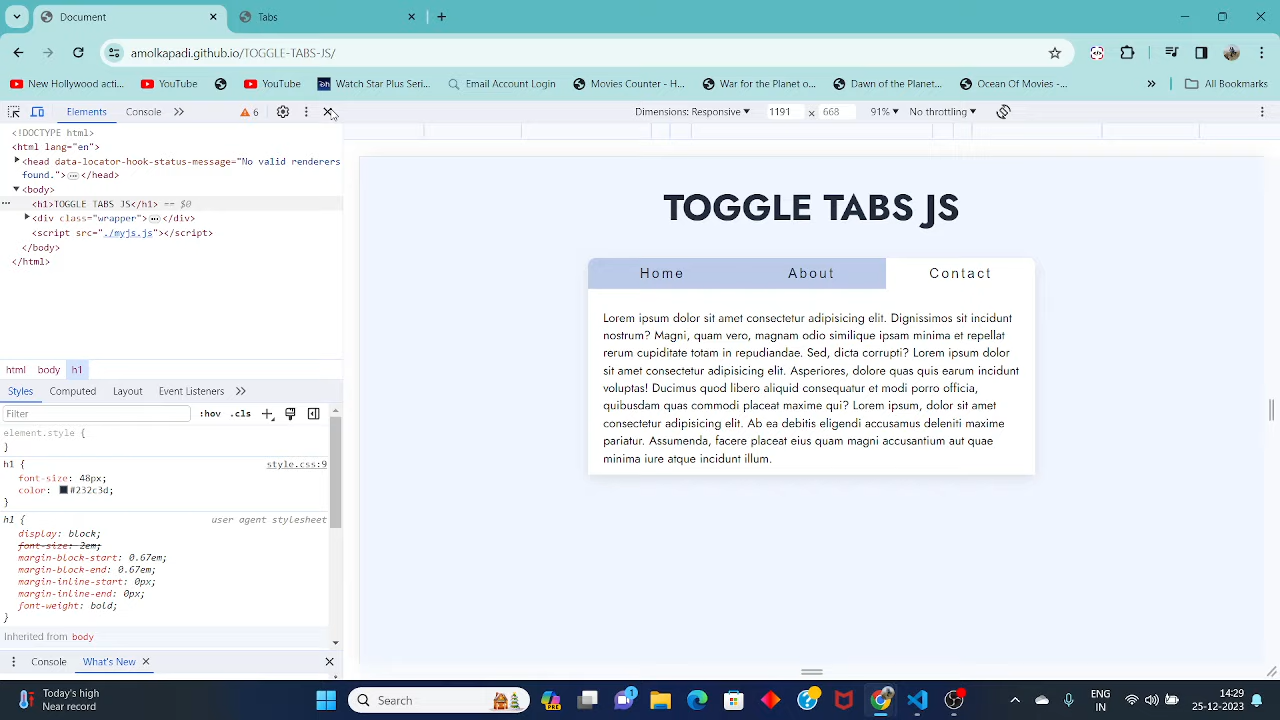 Document
Tabs
amolkapadi.github.io/TOGGLE-TABS-JS/
New Hollywood actio...
YouTube
YouTube
Watch Star Plus Seri...
Email Account Login
Movies Counter - H...
War for the Planet o...
Dawn of the Planet...
Ocean Of Movies -...
All Bookmarks
Elements
Console
6
Dimensions: Responsive
1191
x
668
91%
No throttling
<!DOCTYPE html>
<html lang="en">
<head data-locator-hook-status-message="No valid renderers
found."> </head>
<body>
<h1>TOGGLE TABS JS</h1> == $0
<div class="wrapper"> </div>
<script src="./myjs.js"></script>
</body>
</html>
TOGGLE TABS JS
Home
About
Contact
Lorem ipsum dolor sit amet consectetur adipisicing elit. Dignissimos sit incidunt
nostrum? Magni, quam vero, magnam odio similique ipsam minima et repellat
rerum cupiditate totam in repudiandae. Sed, dicta corrupti? Lorem ipsum dolor
sit amet consectetur adipisicing elit. Asperiores, dolore quas quis earum incidunt
voluptas! Ducimus quod libero aliquid consequatur et modi porro officia,
quibusdam quas commodi placeat maxime qui? Lorem ipsum, dolor sit amet
consectetur adipisicing elit. Ab ea debitis eligendi accusamus deleniti maxime
pariatur. Assumenda, facere placeat eius quam magni accusantium aut quae
minima iure atque incidunt illum.
html
body
h1
Styles
Computed
Layout
Event Listeners
Filter
:hov
.cls
element.style {
}
h1 {
style.css:9
font-size: 48px;
color: #232c3d;
}
h1 {
user agent stylesheet
display: block;
font-size: 2em;
margin-block-start: 0.67em;
margin-block-end: 0.67em;
margin-inline-start: 0px;
margin-inline-end: 0px;
font-weight: bold;
}
Inherited from body
Console
What's New
Today's high
Near record
Search
PRE
1
ENG
IN
14:29
25-12-2023